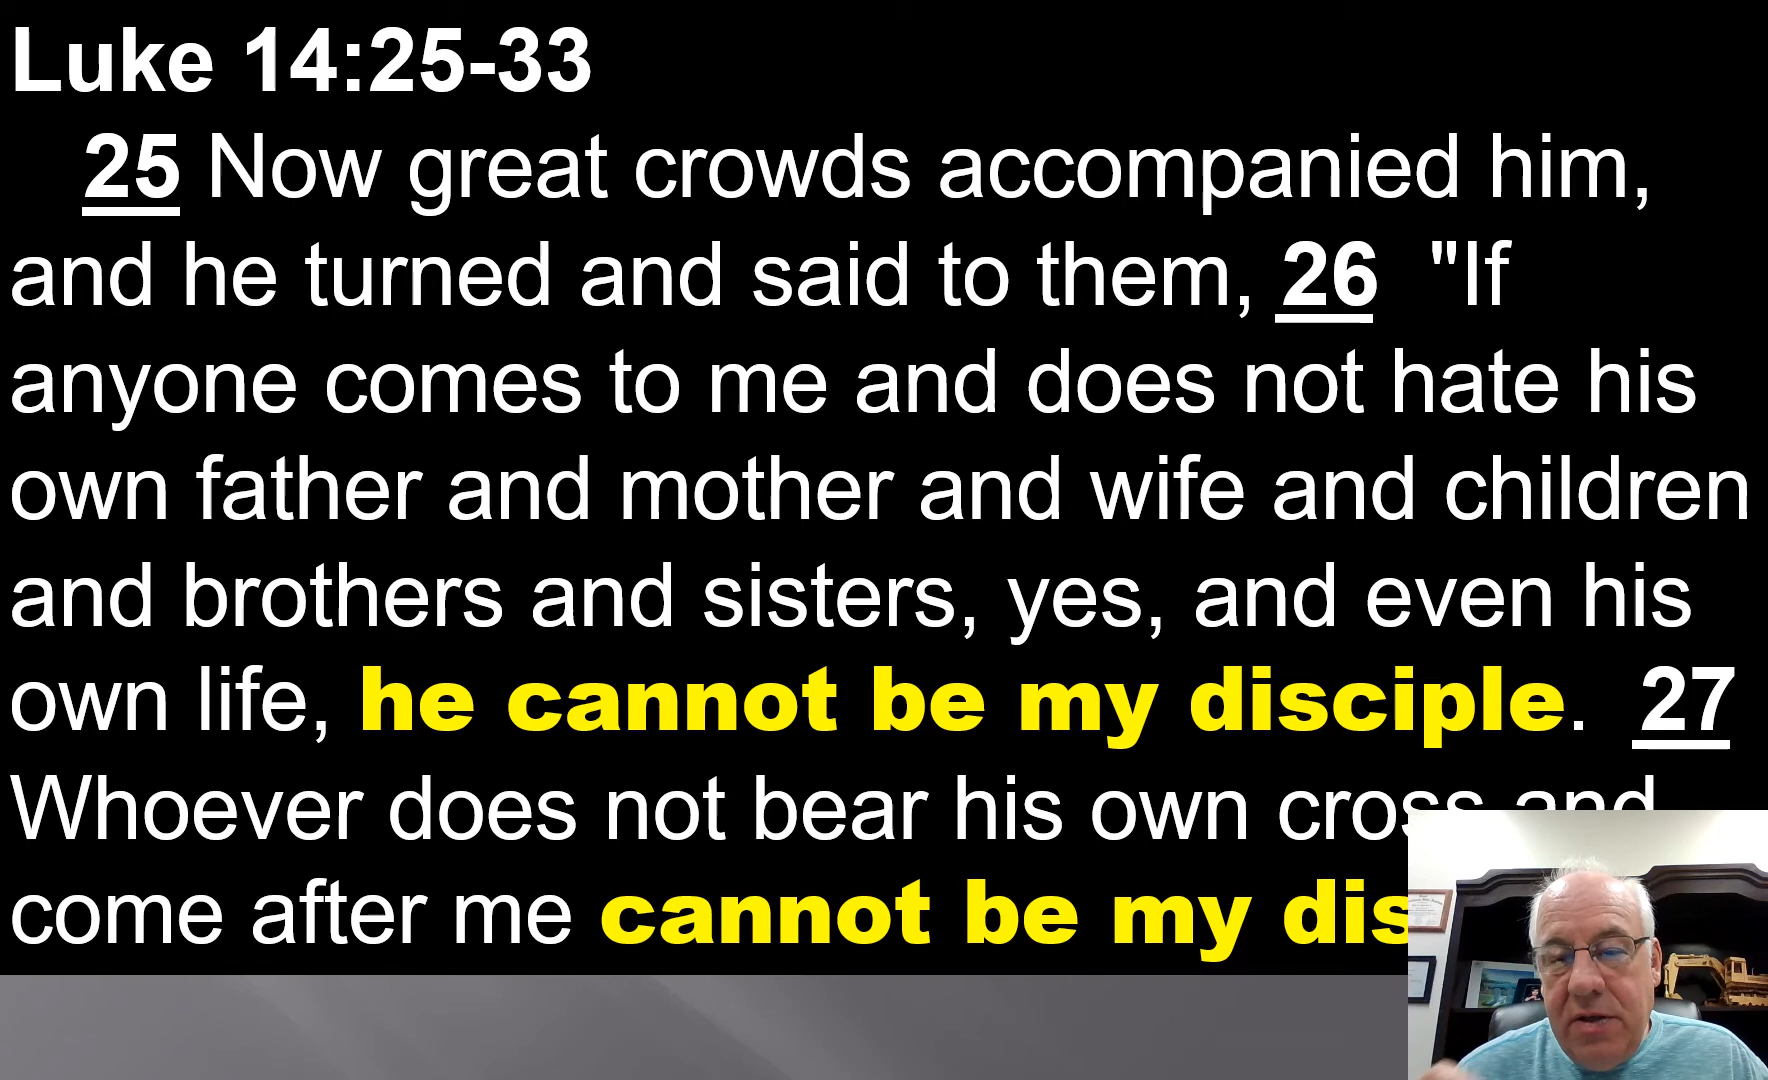 Luke 14:25-33
25 Now great crowds accompanied him,
and he turned and said to them, 26 "If
anyone comes to me and does not hate his
own father and mother and wife and children
and brothers and sisters, yes, and even his
own life, he cannot be my disciple. 27
Whoever does not bear his own cross and
come after me cannot be my dis